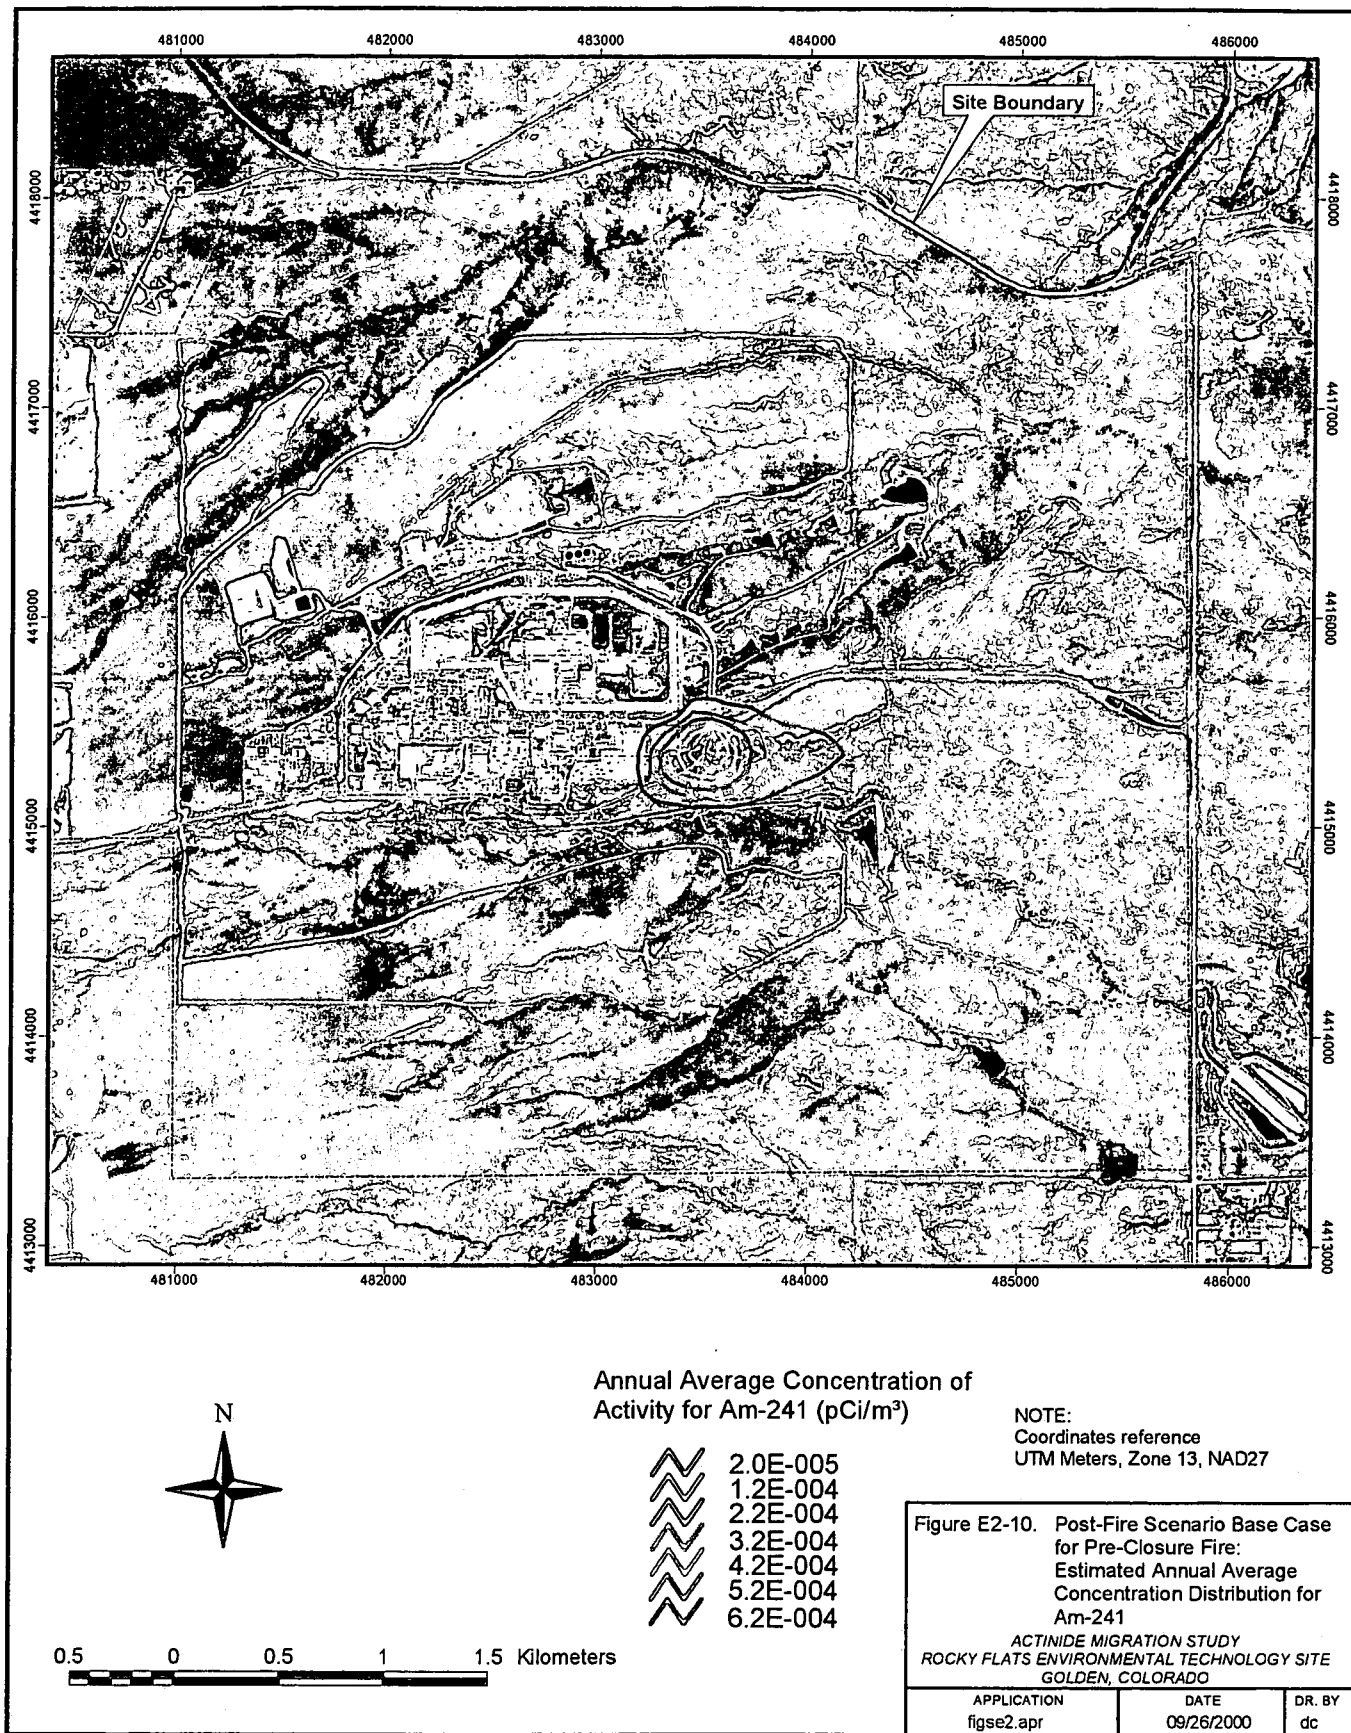 481000 482000 483000 484000 485000 486000
Site Boundary
4418000 4418000
4417000 4417000
4416000 4416000
4415000 4415000
4414000 4414000
4413000 4413000
481000 482000 483000 484000 485000 486000
Annual Average Concentration of
Activity for Am-241 (pCi/m³)
2.0E-005
1.2E-004
2.2E-004
3.2E-004
4.2E-004
5.2E-004
6.2E-004
N
NOTE:
Coordinates reference
UTM Meters, Zone 13, NAD27
0.5 0 0.5 1 1.5 Kilometers
Figure E2-10. Post-Fire Scenario Base Case
for Pre-Closure Fire:
Estimated Annual Average
Concentration Distribution for
Am-241
ACTINIDE MIGRATION STUDY
ROCKY FLATS ENVIRONMENTAL TECHNOLOGY SITE
GOLDEN, COLORADO
APPLICATION DATE DR. BY
figse2.apr 09/26/2000 dc